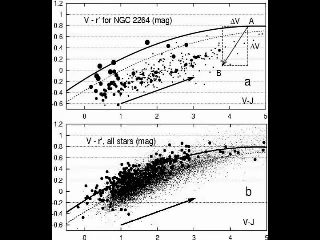 1.2
1
V - r' for NGC 2264 (mag)
ΔV
A
0.8
0.6
0.4
ΔV
0.2
B
0
-0.2
a
-0.4
V-J
-0.6
0 1 2 3 4 5
1.2
1
V - r', all stars (mag)
0.8
0.6
0.4
0.2
0
b
-0.2
-0.4
V-J
-0.6
0 1 2 3 4 5